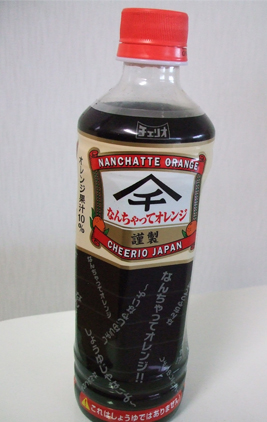 チェリオ
NANCHATTE ORANGE
千
なんちゃってオレンジ
謹製
CHEERIO JAPAN
オレンジ果汁10%
なんちゃってオレンジ!!
これはしょうゆではありません!